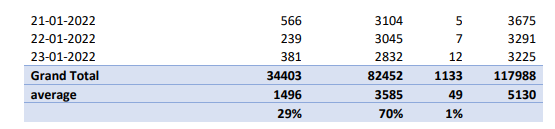 21-01-2022 566 3104 5 3675
22-01-2022 239 3045 7 3291
23-01-2022 381 2832 12 3225
Grand Total 34403 82452 1133 117988
average 1496 3585 49 5130
29% 70% 1%